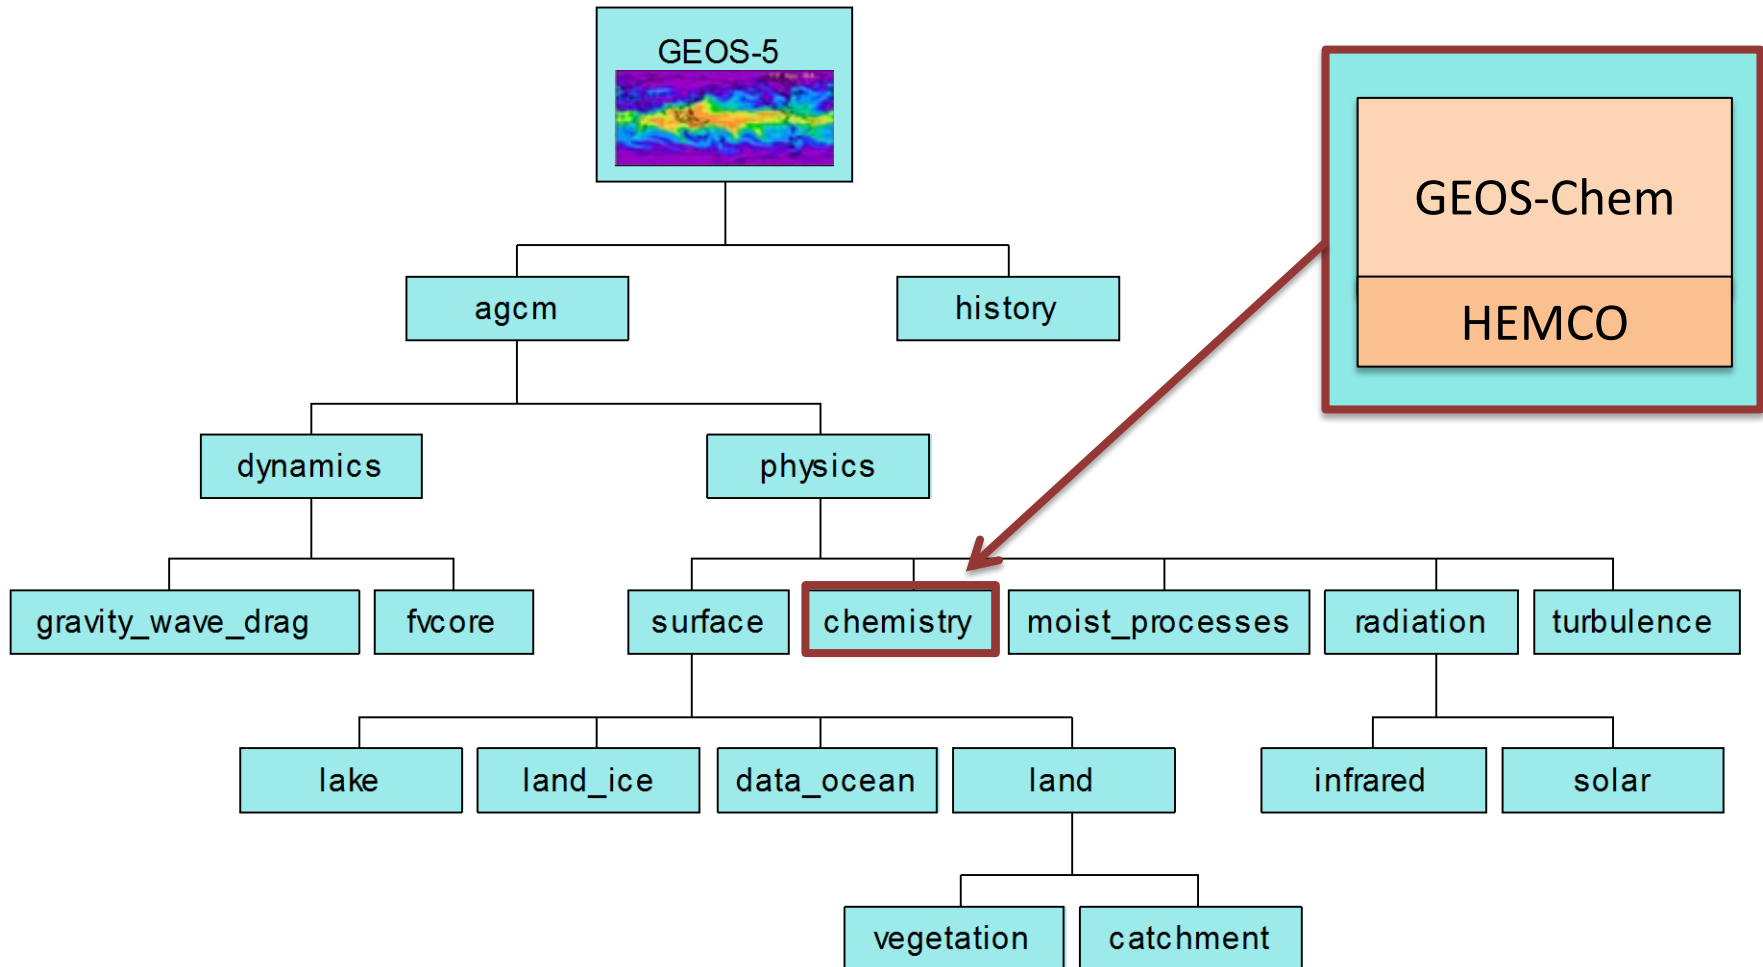 GEOS-5
GEOS-Chem
HEMCO
agcm
history
dynamics
physics
gravity_wave_drag
fvcore
surface
chemistry
moist_processes
radiation
turbulence
lake
land_ice
data_ocean
land
infrared
solar
vegetation
catchment